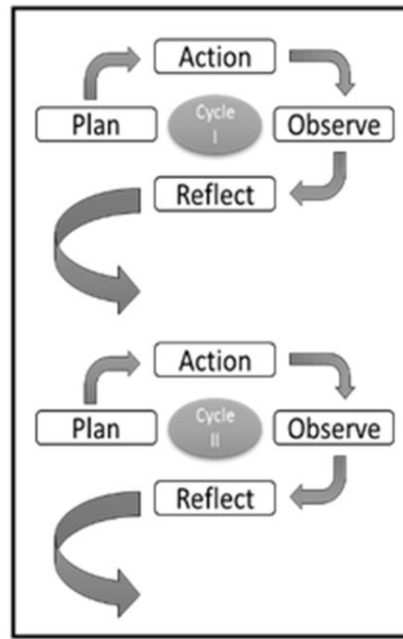 Action
Plan
Cycle
I
Observe
Reflect
Action
Plan
Cycle
II
Observe
Reflect